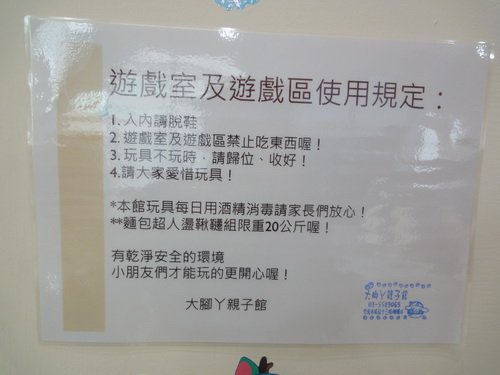 遊戲室及遊戲區使用規定：
1. 入內請脫鞋
2. 遊戲室及遊戲區禁止吃東西喔！
3. 玩具不玩時，請歸位、收好！
4.請大家愛惜玩具！
*本館玩具每日用酒精消毒請家長們放心！
**麵包超人盪鞦韆組限重20公斤喔！
有乾淨安全的環境
小朋友們才能玩的更開心喔！
大腳丫親子館
大腳丫親子館